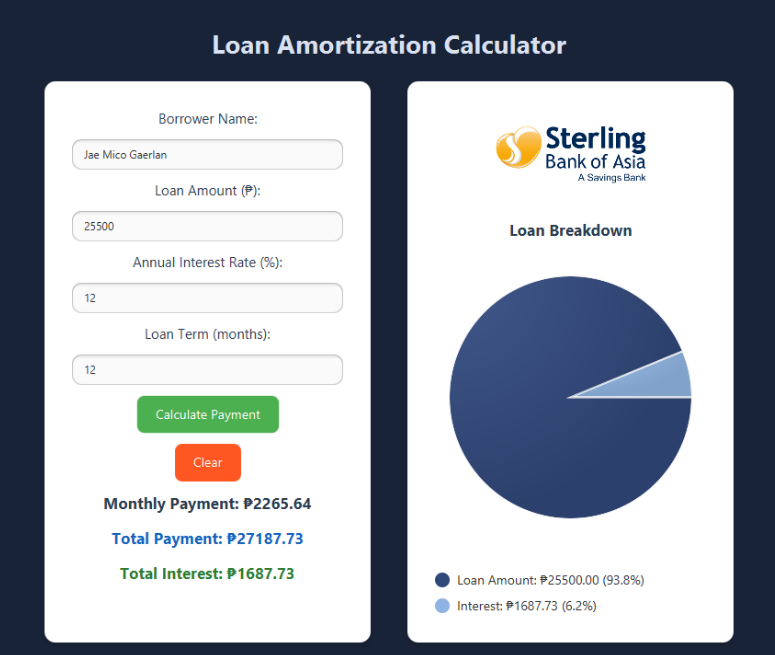 Loan Amortization Calculator
Borrower Name:
Jae Mico Gaerlan
Loan Amount (₱):
25500
Annual Interest Rate (%):
12
Loan Term (months):
12
Calculate Payment
Clear
Monthly Payment: ₱2265.64
Total Payment: ₱27187.73
Total Interest: ₱1687.73
Sterling
Bank of Asia
A Savings Bank
Loan Breakdown
Loan Amount: ₱25500.00 (93.8%)
Interest: ₱1687.73 (6.2%)